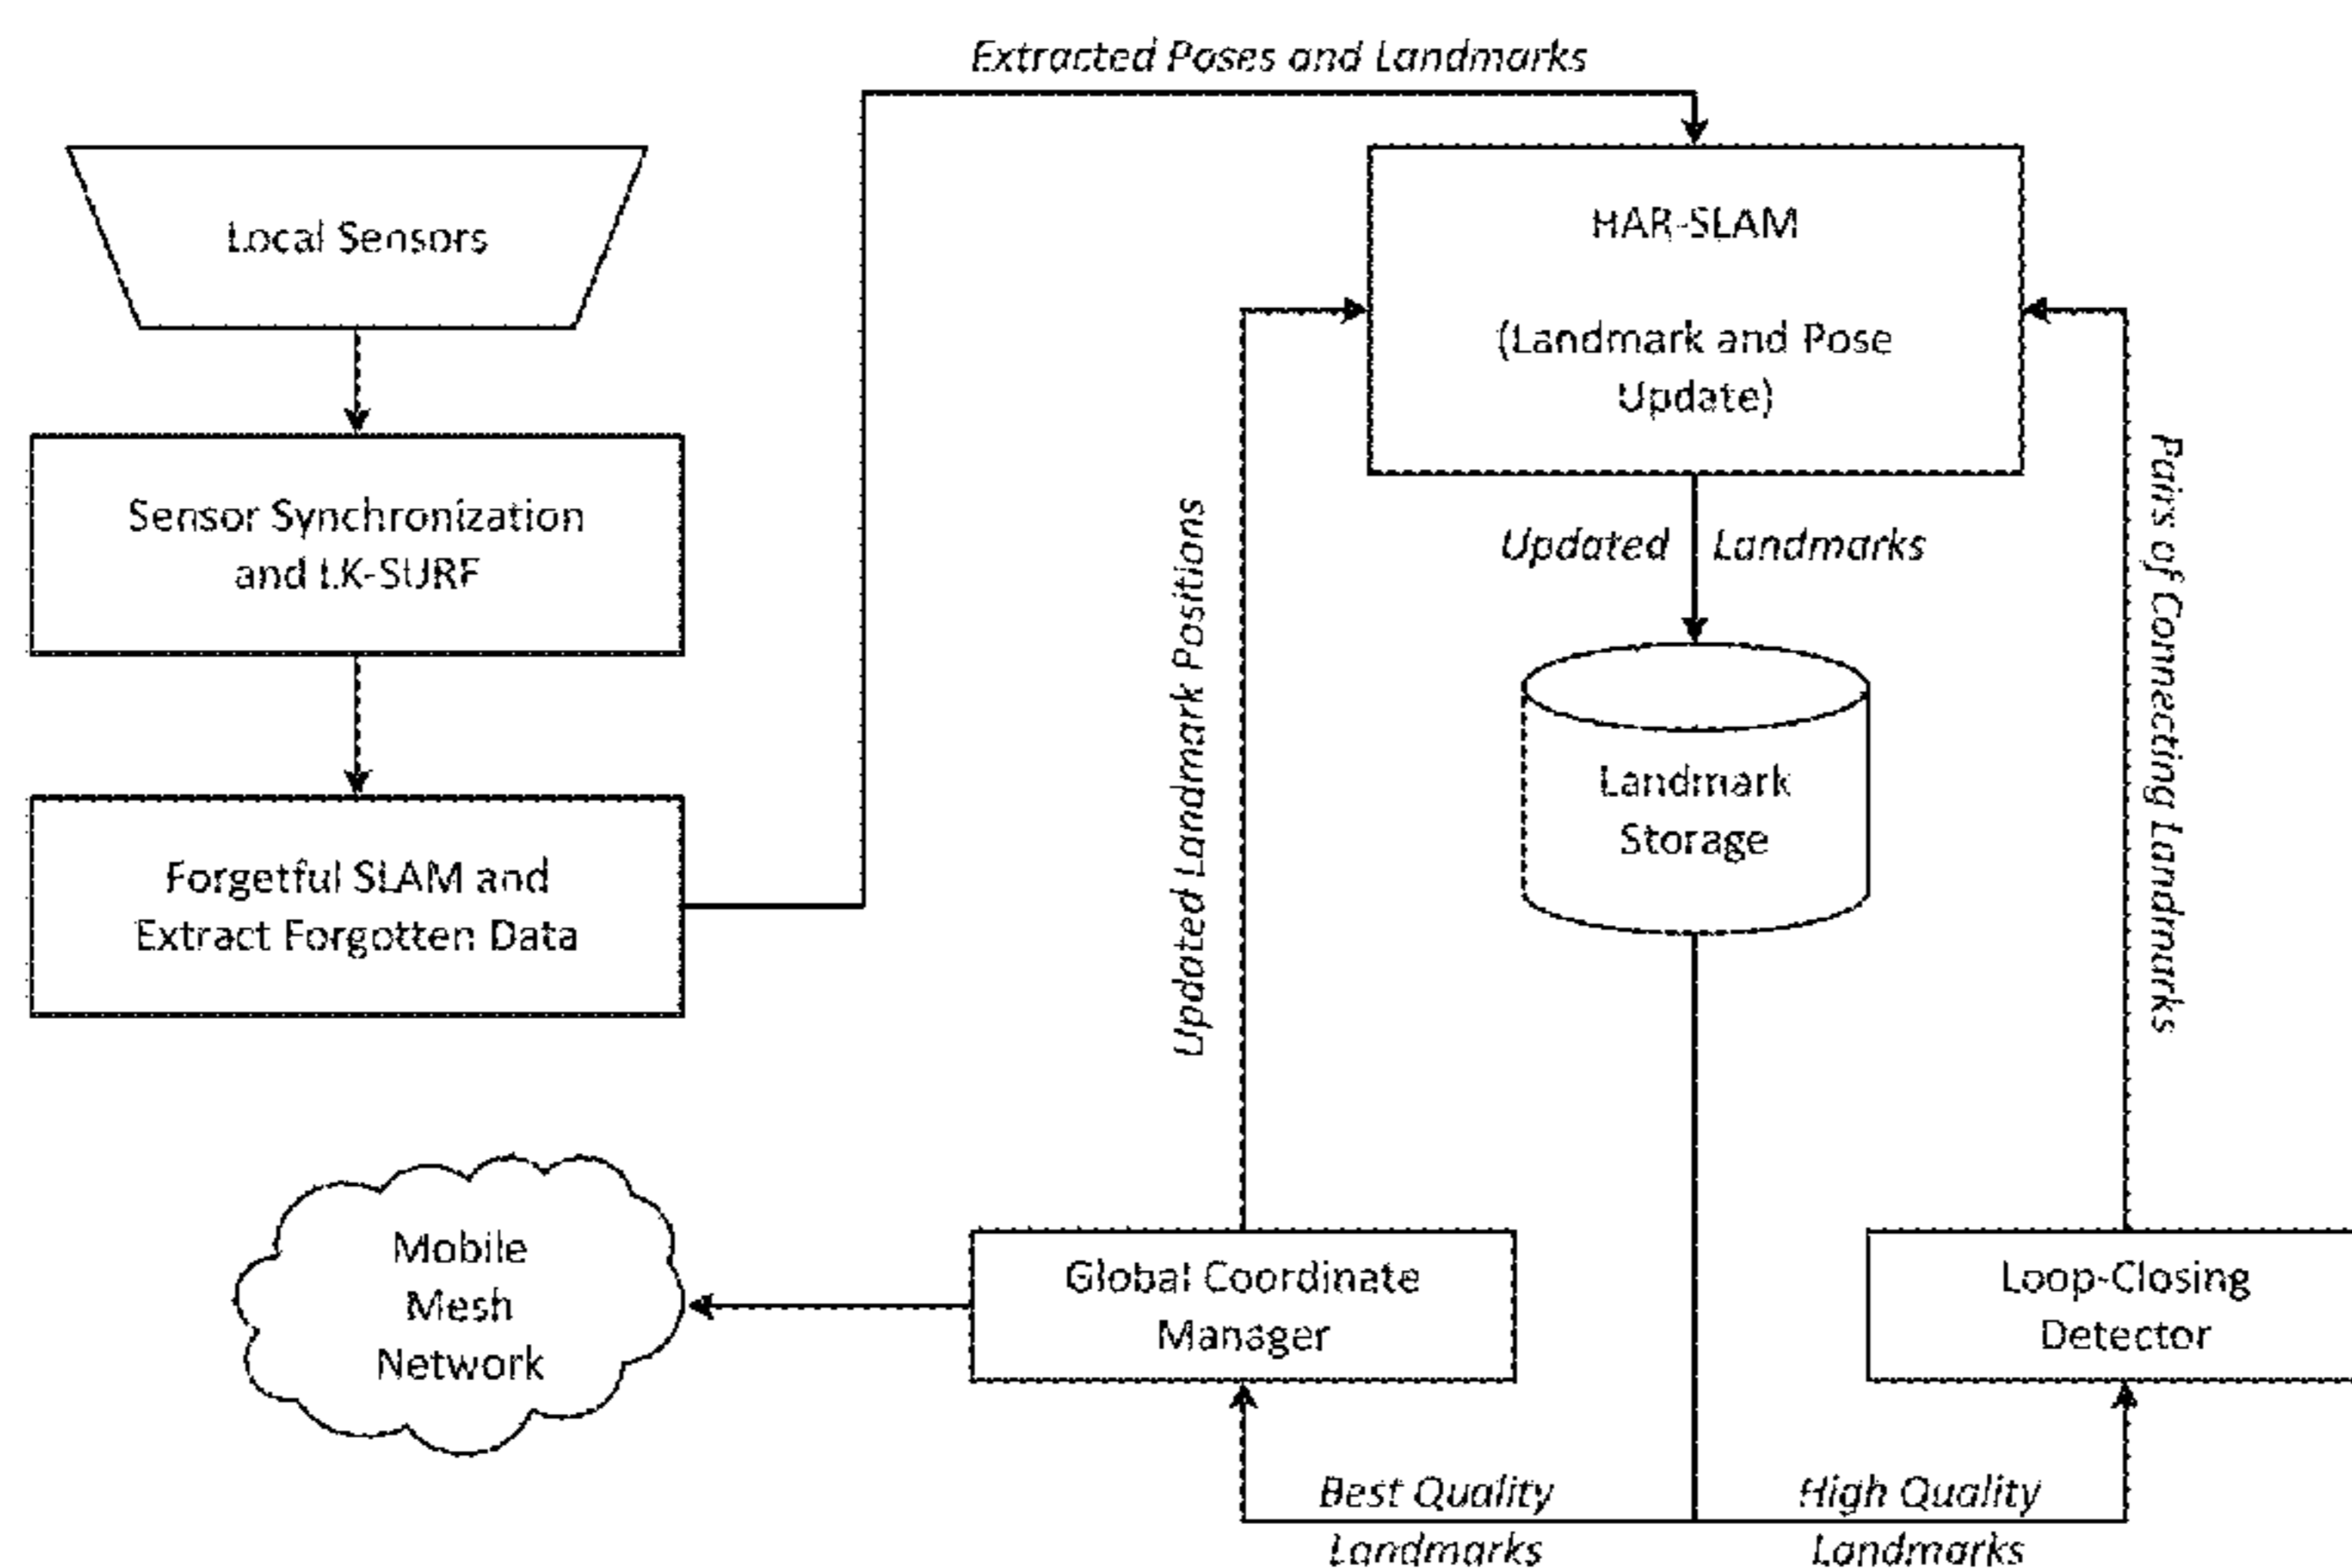 Extracted Poses and Landmarks
Local Sensors
HAR-SLAM
(Landmark and Pose
Update)
Sensor Synchronization
and LK-SURF
Updated Landmarks
Updated Landmark Positions
Pairs of Connecting Landmarks
Landmark
Storage
Forgetful SLAM and
Extract Forgotten Data
Mobile
Mesh
Network
Global Coordinate
Manager
Loop-Closing
Detector
Best Quality
Landmarks
High Quality
Landmarks